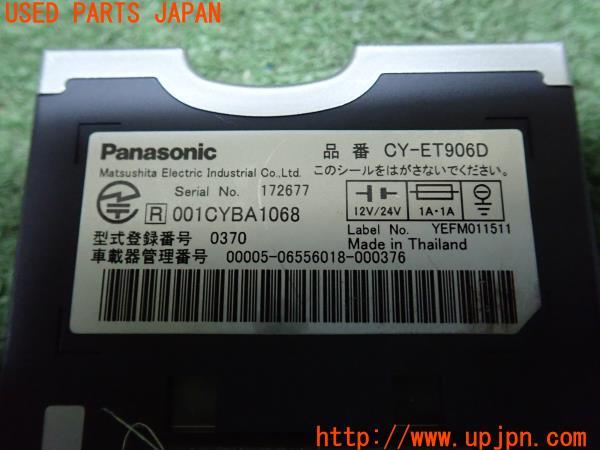 USED PARTS JAPAN
Panasonic
品番 CY-ET906D
Matsushita Electric Industrial Co.,Ltd.
このシールをはがさないでください。
Serial No. 172677
R 001CYBA1068
12V/24V
1A・1A
Label No. YEFM011511
型式登録番号 0370
Made in Thailand
車載器管理番号 00005-06556018-000376
http://www.upjpn.com/